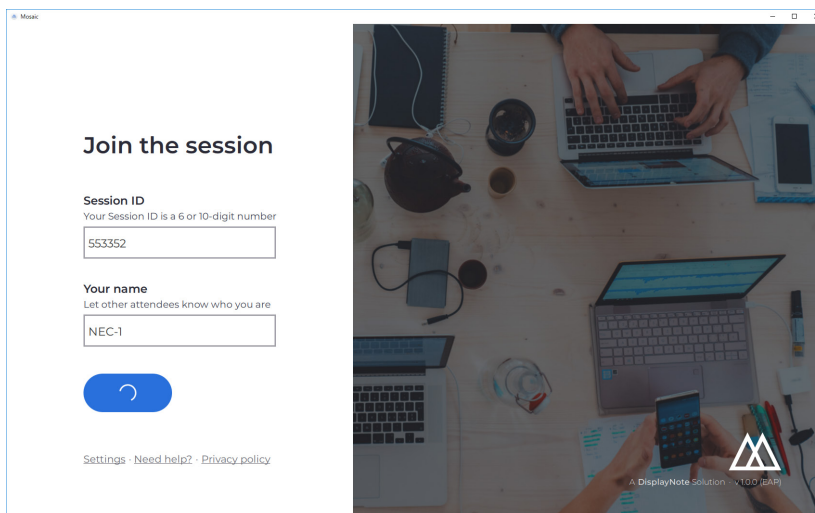 Mosaic
Join the session
Session ID
Your Session ID is a 6 or 10-digit number
553352
Your name
Let other attendees know who you are
NEC-1
Settings · Need help? · Privacy policy
A DisplayNote Solution - v1.0.0 (EAP)